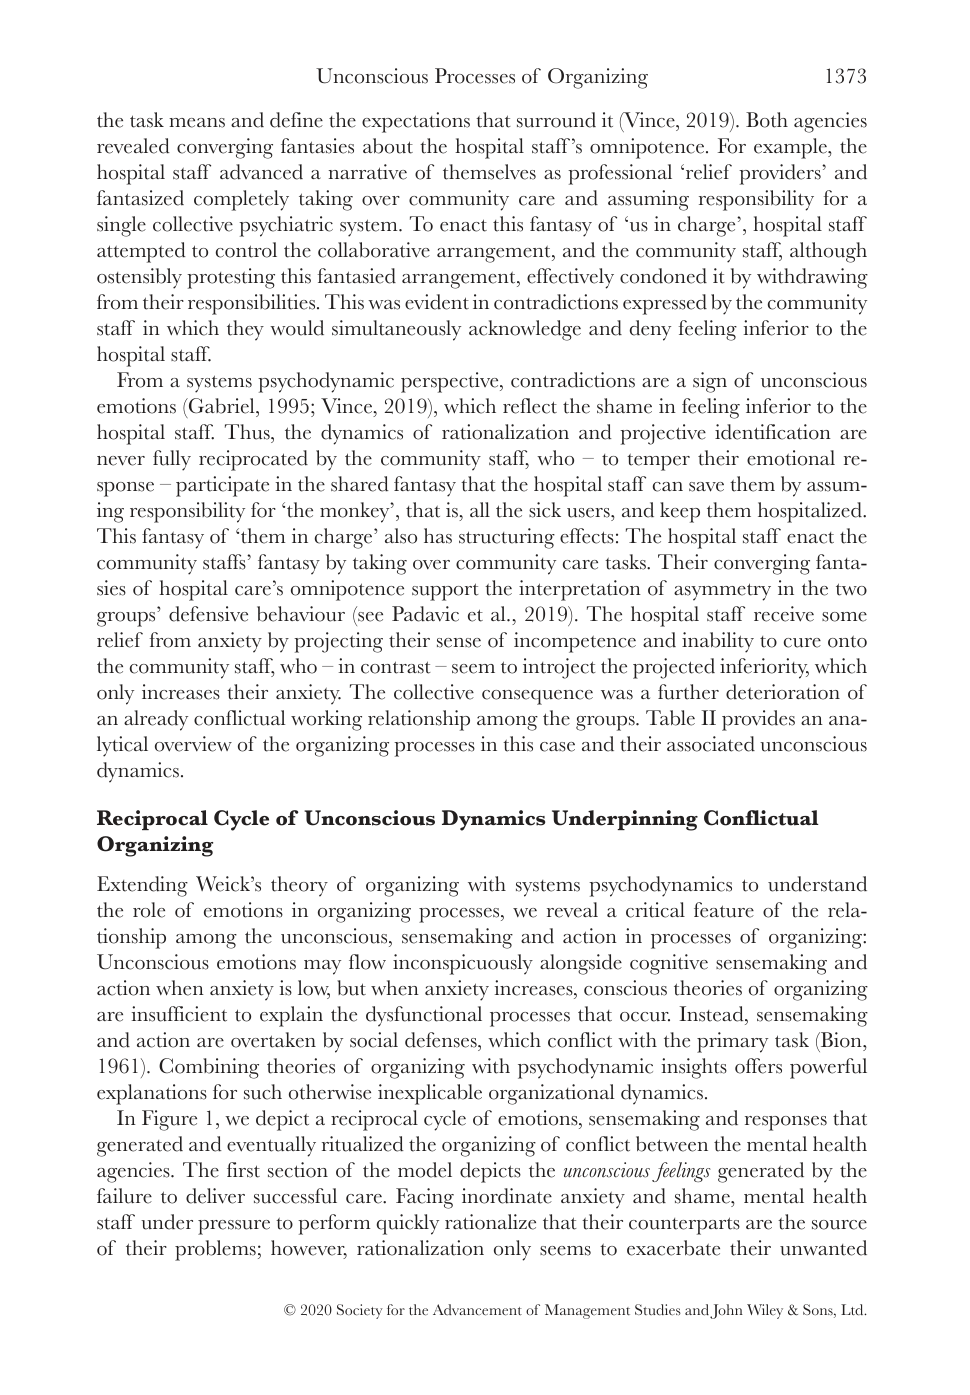 Unconscious Processes of Organizing 1373
the task means and define the expectations that surround it (Vince, 2019). Both agencies
revealed converging fantasies about the hospital staff's omnipotence. For example, the
hospital staff advanced a narrative of themselves as professional ‘relief providers’ and
fantasized completely taking over community care and assuming responsibility for a
single collective psychiatric system. To enact this fantasy of ‘us in charge’, hospital staff
attempted to control the collaborative arrangement, and the community staff, although
ostensibly protesting this fantasied arrangement, effectively condoned it by withdrawing
from their responsibilities. This was evident in contradictions expressed by the community
staff in which they would simultaneously acknowledge and deny feeling inferior to the
hospital staff.
From a systems psychodynamic perspective, contradictions are a sign of unconscious
emotions (Gabriel, 1995; Vince, 2019), which reflect the shame in feeling inferior to the
hospital staff. Thus, the dynamics of rationalization and projective identification are
never fully reciprocated by the community staff, who – to temper their emotional re-
sponse – participate in the shared fantasy that the hospital staff can save them by assum-
ing responsibility for ‘the monkey’, that is, all the sick users, and keep them hospitalized.
This fantasy of ‘them in charge’ also has structuring effects: The hospital staff enact the
community staffs’ fantasy by taking over community care tasks. Their converging fanta-
sies of hospital care's omnipotence support the interpretation of asymmetry in the two
groups’ defensive behaviour (see Padavic et al., 2019). The hospital staff receive some
relief from anxiety by projecting their sense of incompetence and inability to cure onto
the community staff, who – in contrast – seem to introject the projected inferiority, which
only increases their anxiety. The collective consequence was a further deterioration of
an already conflictual working relationship among the groups. Table II provides an ana-
lytical overview of the organizing processes in this case and their associated unconscious
dynamics.
Reciprocal Cycle of Unconscious Dynamics Underpinning Conflictual
Organizing
Extending Weick's theory of organizing with systems psychodynamics to understand
the role of emotions in organizing processes, we reveal a critical feature of the rela-
tionship among the unconscious, sensemaking and action in processes of organizing:
Unconscious emotions may flow inconspicuously alongside cognitive sensemaking and
action when anxiety is low, but when anxiety increases, conscious theories of organizing
are insufficient to explain the dysfunctional processes that occur. Instead, sensemaking
and action are overtaken by social defenses, which conflict with the primary task (Bion,
1961). Combining theories of organizing with psychodynamic insights offers powerful
explanations for such otherwise inexplicable organizational dynamics.
In Figure 1, we depict a reciprocal cycle of emotions, sensemaking and responses that
generated and eventually ritualized the organizing of conflict between the mental health
agencies. The first section of the model depicts the unconscious feelings generated by the
failure to deliver successful care. Facing inordinate anxiety and shame, mental health
staff under pressure to perform quickly rationalize that their counterparts are the source
of their problems; however, rationalization only seems to exacerbate their unwanted
© 2020 Society for the Advancement of Management Studies and John Wiley & Sons, Ltd.